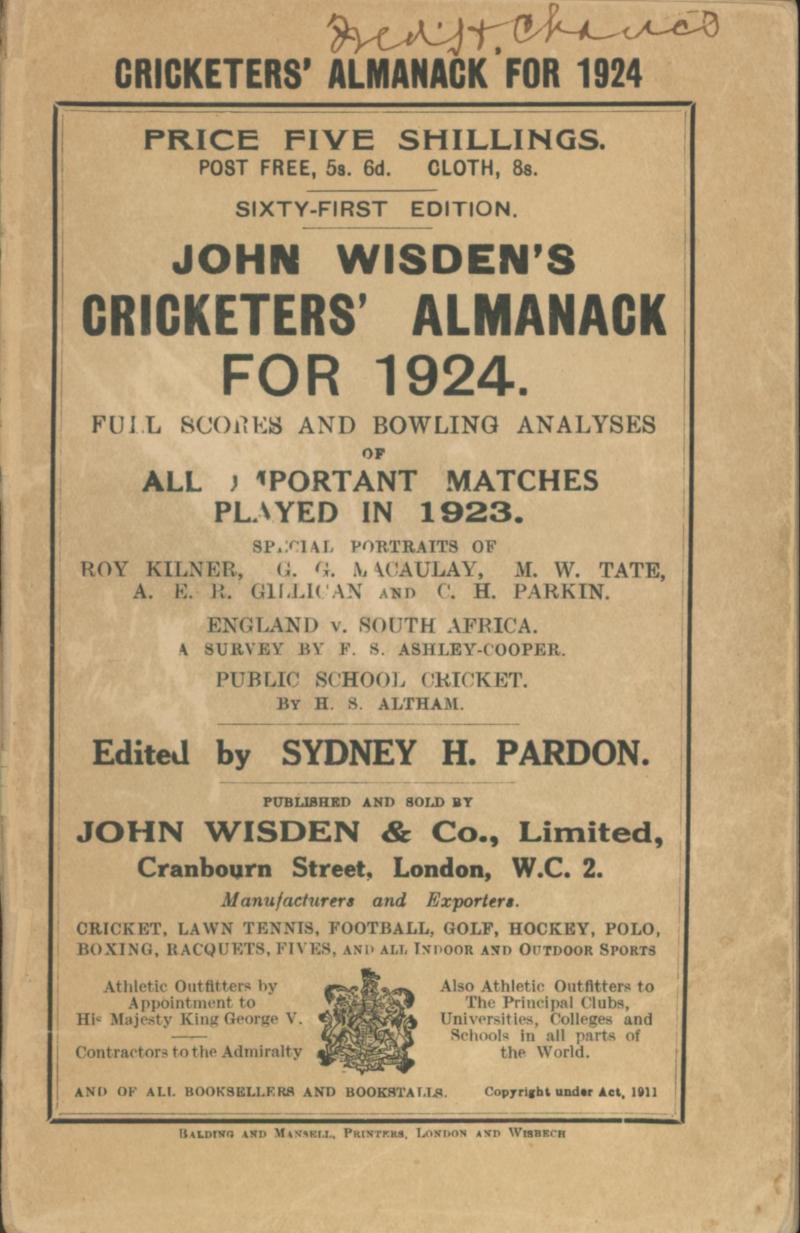 Fred. H. Chance
CRICKETERS' ALMANACK FOR 1924
PRICE FIVE SHILLINGS.
POST FREE, 5s. 6d. CLOTH, 8s.
SIXTY-FIRST EDITION.
JOHN WISDEN'S
CRICKETERS' ALMANACK
FOR 1924.
FULL SCORES AND BOWLING ANALYSES
OF
ALL IMPORTANT MATCHES
PLAYED IN 1923.
SPECIAL PORTRAITS OF
ROY KILNER, G. G. MACAULAY, M. W. TATE,
A. E. R. GILLIGAN AND C. H. PARKIN.
ENGLAND v. SOUTH AFRICA.
A SURVEY BY F. S. ASHLEY-COOPER.
PUBLIC SCHOOL CRICKET.
BY H. S. ALTHAM.
Edited by SYDNEY H. PARDON.
PUBLISHED AND SOLD BY
JOHN WISDEN & Co., Limited,
Cranbourn Street, London, W.C. 2.
Manufacturers and Exporters.
CRICKET, LAWN TENNIS, FOOTBALL, GOLF, HOCKEY, POLO,
BOXING, RACQUETS, FIVES, AND ALL INDOOR AND OUTDOOR SPORTS
Athletic Outfitters by
Appointment to
His Majesty King George V.
Contractors to the Admiralty
Also Athletic Outfitters to
The Principal Clubs,
Universities, Colleges and
Schools in all parts of
the World.
AND OF ALL BOOKSELLERS AND BOOKSTALLS. Copyright under Act, 1911
BALDING AND MANSELL, PRINTERS, LONDON AND WISBECH